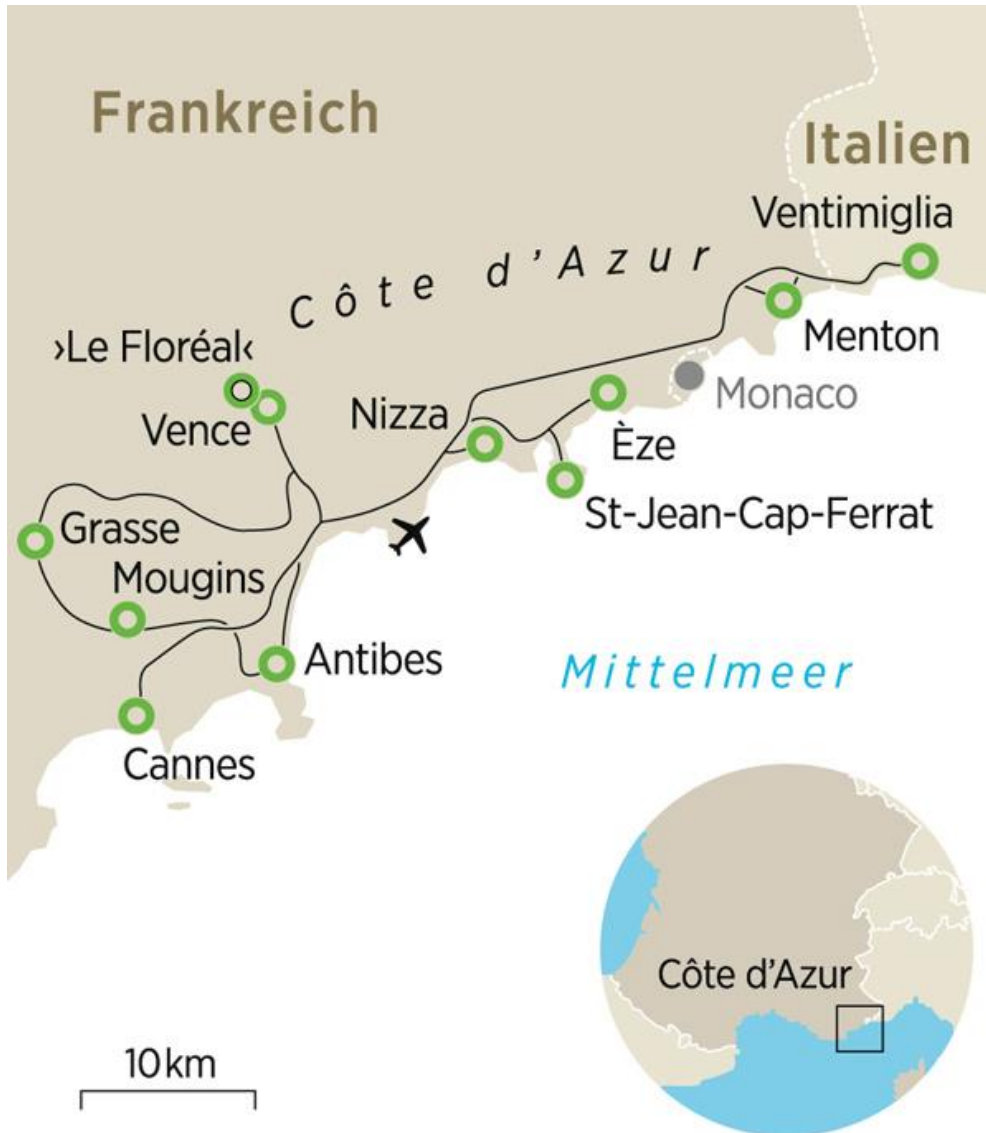 Frankreich
Italien
Ventimiglia
Côte d'Azur
Menton
›Le Floréal‹
Monaco
Vence
Nizza
Èze
St-Jean-Cap-Ferrat
Grasse
Mougins
Antibes
Mittelmeer
Cannes
Côte d'Azur
10 km